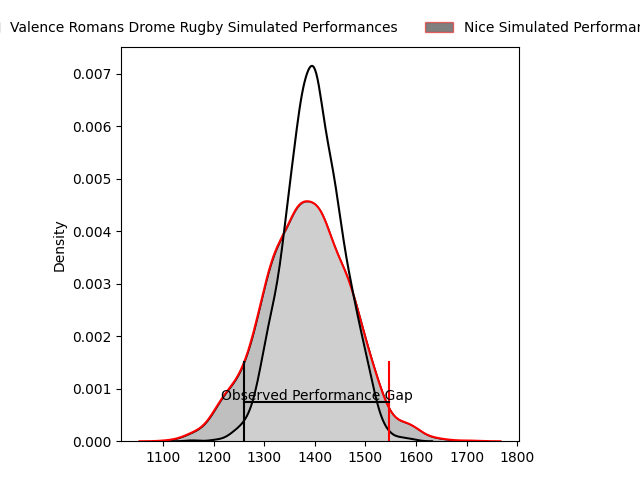 Valence Romans Drome Rugby Simulated Performances Nice Simulated
0.007
0.006
0.005
0.004
0.003
0.002
0.001
0.000
Density
Observed Performance Gap
1100 1200 1300 1400 1500 1600 1700 1800